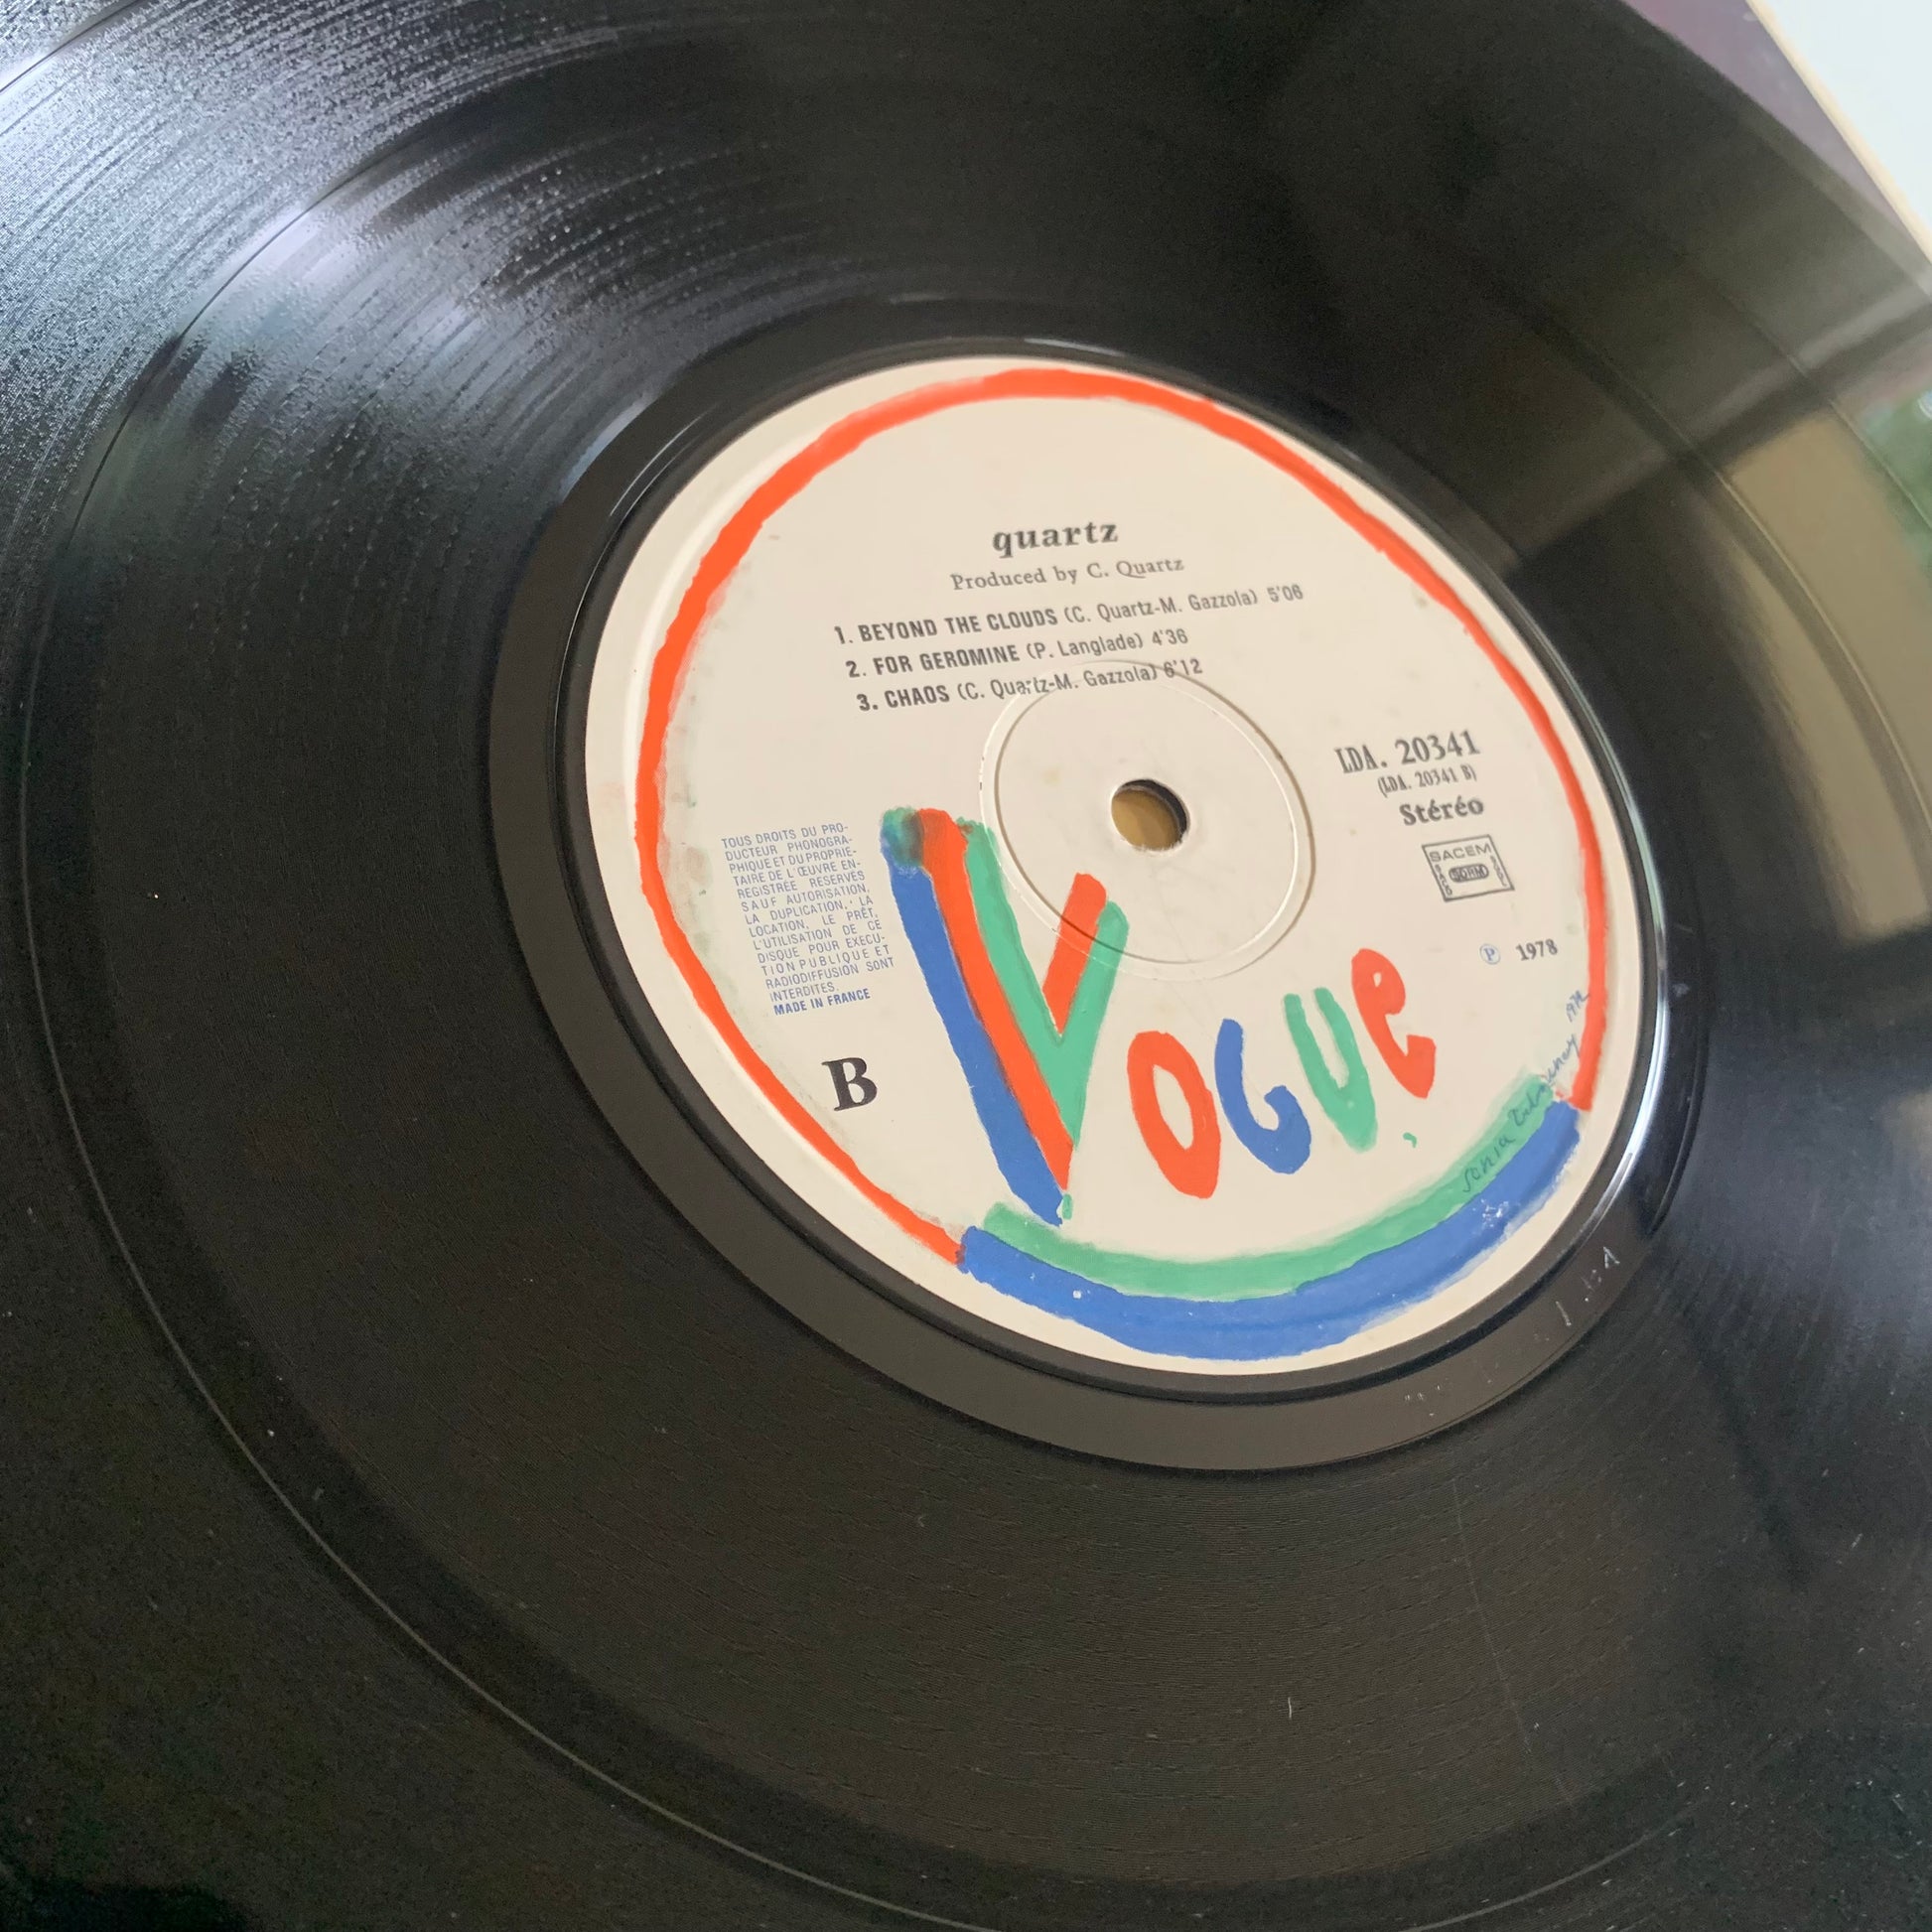 quartz
Produced by C. Quartz
1. BEYOND THE CLOUDS (C. Quartz-M. Gazzola) 5'06
2. FOR GEROMINE (P. Langlade) 4'36
3. CHAOS (C. Quartz-M. Gazzola) 6'12
LDA. 20341
(LDA. 20341 B)
Stéréo
SACEM
SDRM
TOUS DROITS DU PRO-
DUCTEUR PHONOGRA-
PHIQUE ET DU PROPRIE-
TAIRE DE L'ŒUVRE EN-
REGISTRÉE RESERVÉS
SAUF AUTORISATION,
LA DUPLICATION, LA
LOCATION, LE PRÊT,
L'UTILISATION DE CE
DISQUE POUR EXECU-
TION PUBLIQUE ET
RADIODIFFUSION SONT
INTERDITES.
MADE IN FRANCE
Ⓟ 1978
B
VOGUE
Sonia Delaunay